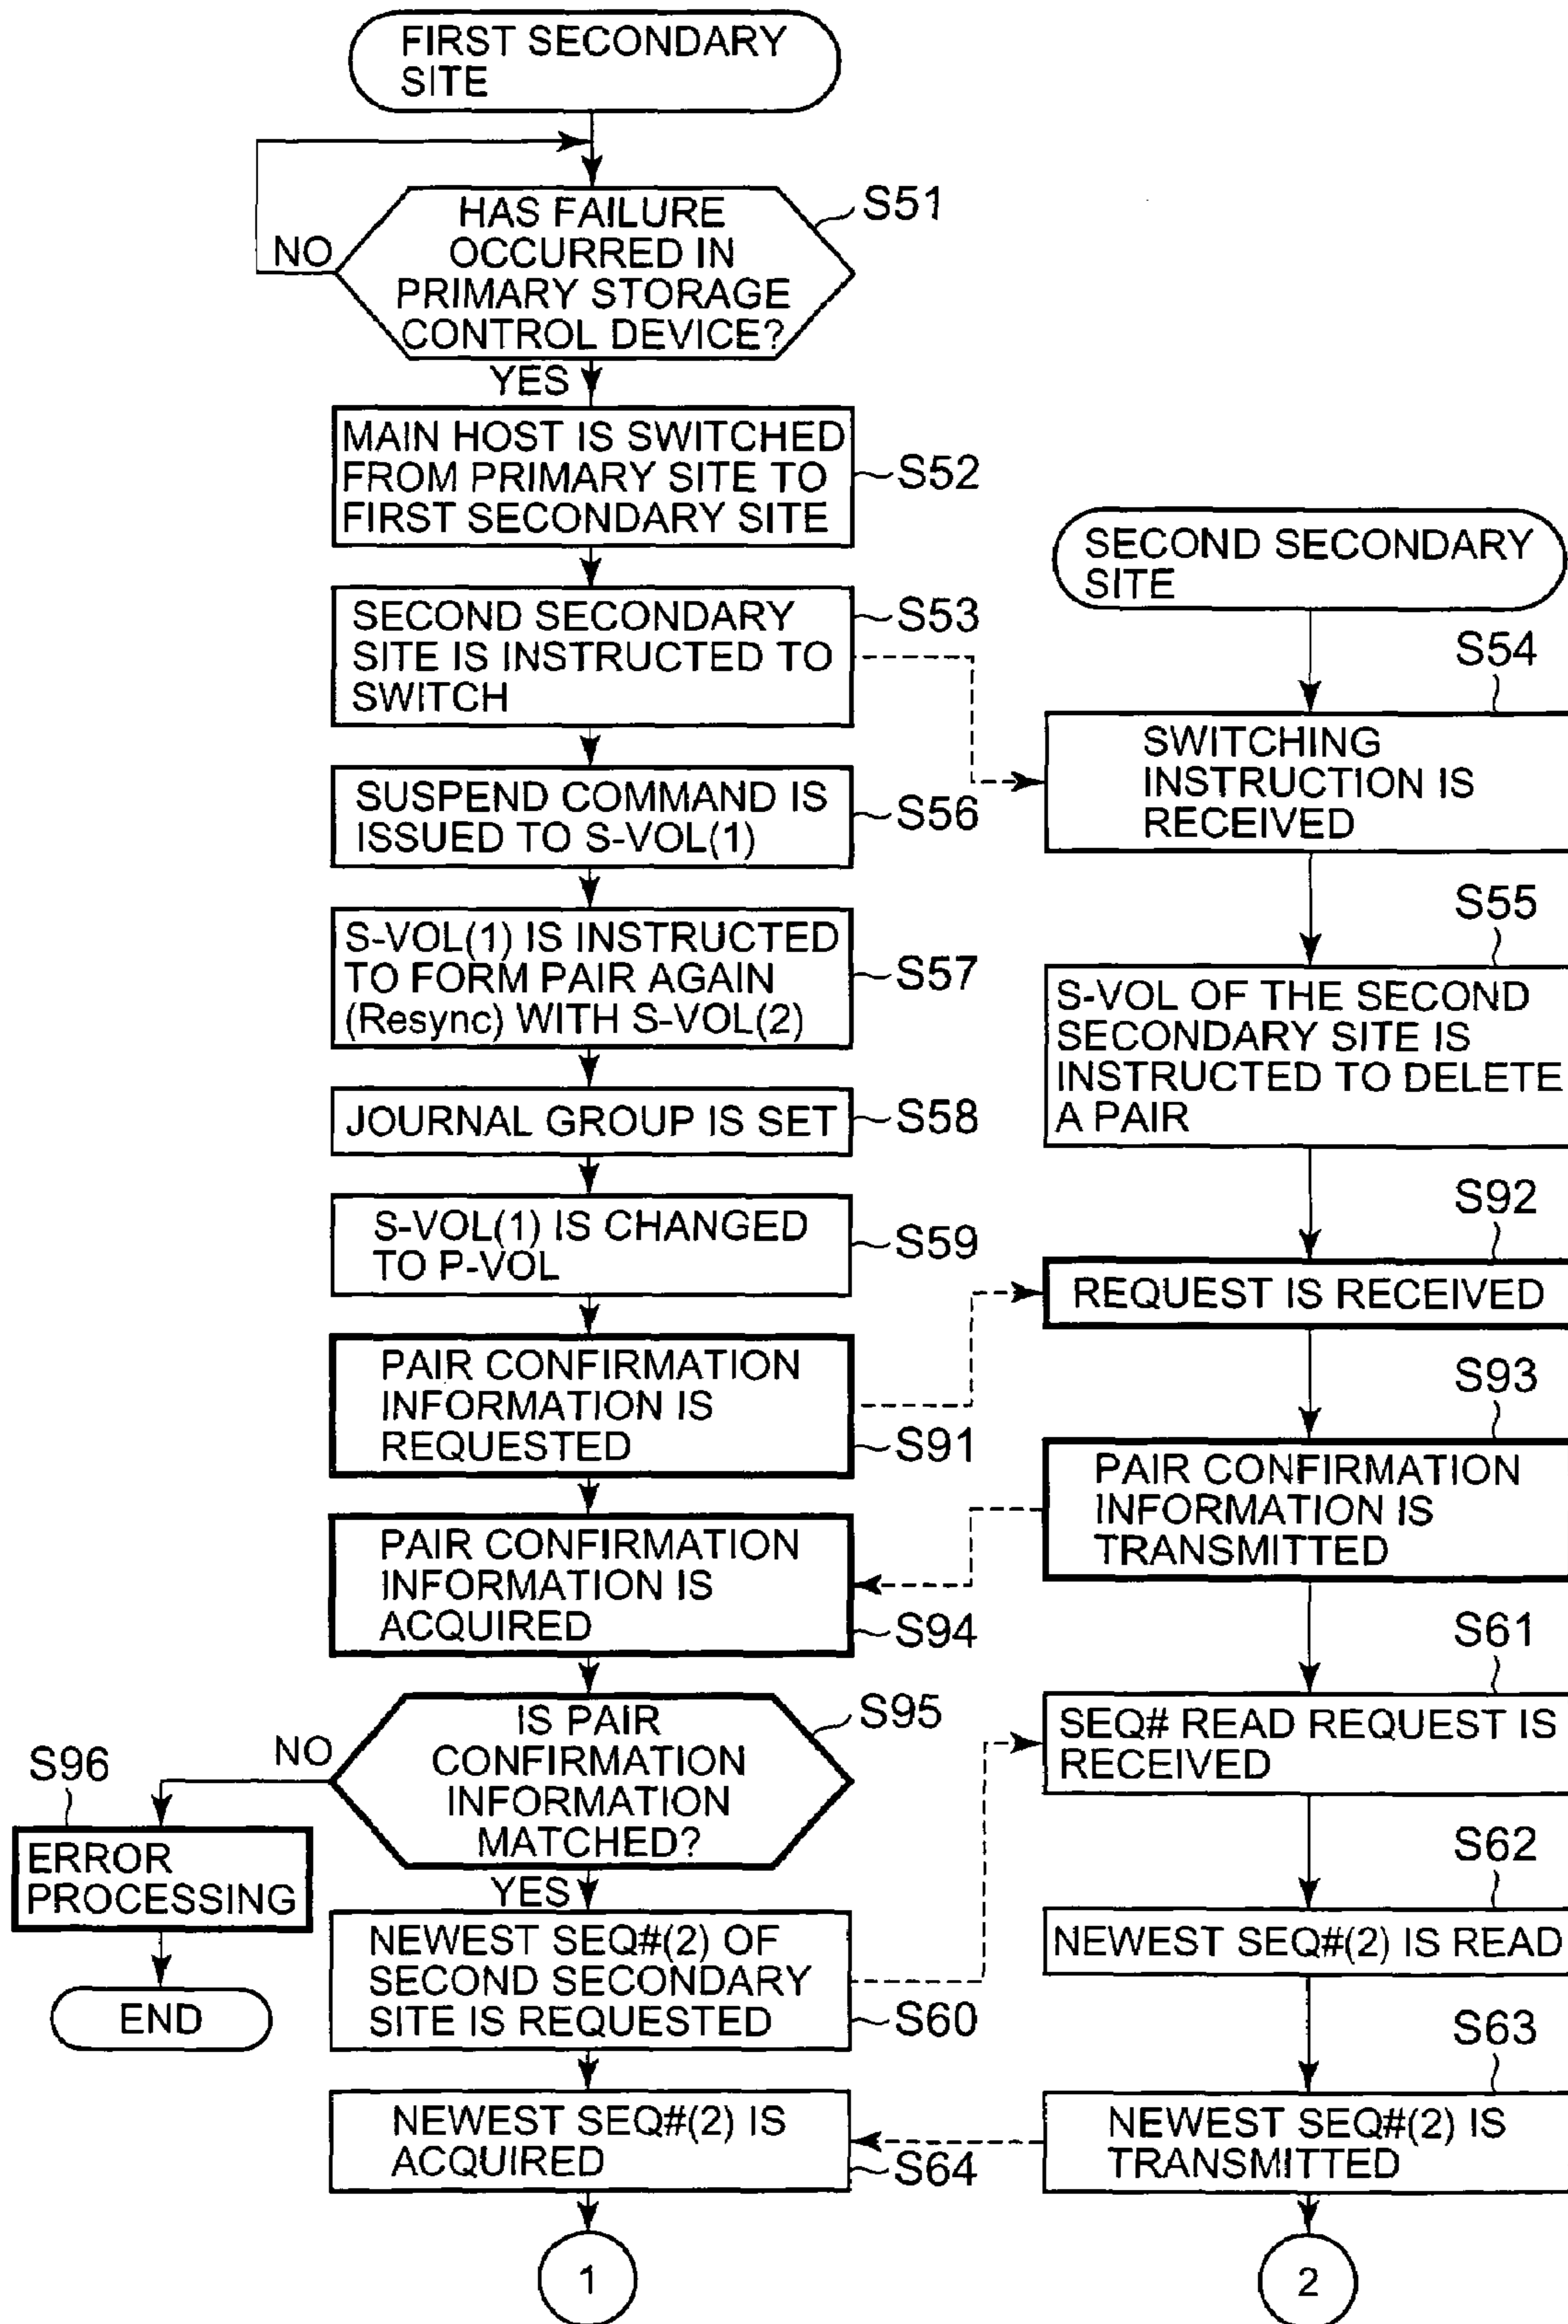 FIRST SECONDARY
SITE
HAS FAILURE
OCCURRED IN
PRIMARY STORAGE
CONTROL DEVICE?
S51
NO
YES
MAIN HOST IS SWITCHED
FROM PRIMARY SITE TO
FIRST SECONDARY SITE
S52
SECOND SECONDARY
SITE IS INSTRUCTED TO
SWITCH
S53
SUSPEND COMMAND IS
ISSUED TO S-VOL(1)
S56
S-VOL(1) IS INSTRUCTED
TO FORM PAIR AGAIN
(Resync) WITH S-VOL(2)
S57
JOURNAL GROUP IS SET
S58
S-VOL(1) IS CHANGED
TO P-VOL
S59
PAIR CONFIRMATION
INFORMATION IS
REQUESTED
S91
PAIR CONFIRMATION
INFORMATION IS
ACQUIRED
S94
IS PAIR
CONFIRMATION
INFORMATION
MATCHED?
S95
NO
S96
ERROR
PROCESSING
END
YES
NEWEST SEQ#(2) OF
SECOND SECONDARY
SITE IS REQUESTED
S60
NEWEST SEQ#(2) IS
ACQUIRED
S64
1
SECOND SECONDARY
SITE
S54
SWITCHING
INSTRUCTION IS
RECEIVED
S55
S-VOL OF THE SECOND
SECONDARY SITE IS
INSTRUCTED TO DELETE
A PAIR
S92
REQUEST IS RECEIVED
S93
PAIR CONFIRMATION
INFORMATION IS
TRANSMITTED
S61
SEQ# READ REQUEST IS
RECEIVED
S62
NEWEST SEQ#(2) IS READ
S63
NEWEST SEQ#(2) IS
TRANSMITTED
2